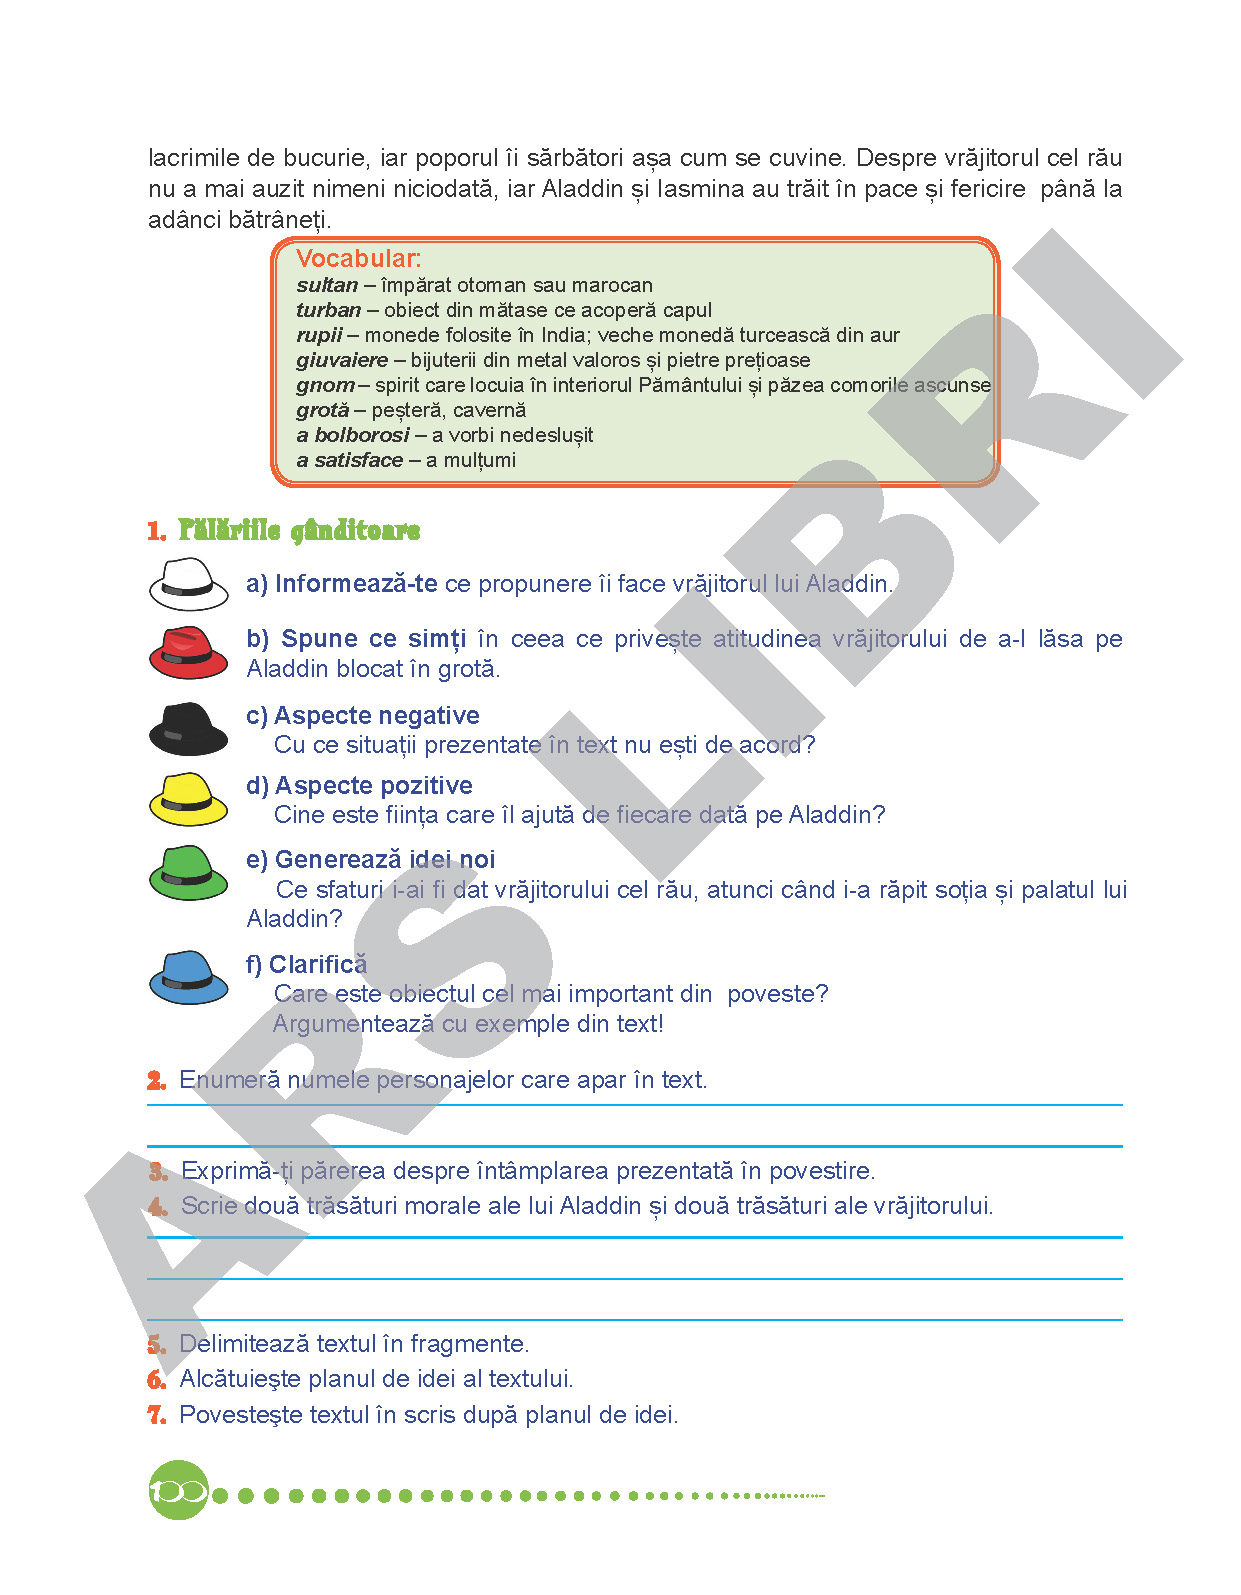 lacrimile de bucurie, iar poporul îi sărbători așa cum se cuvine. Despre vrăjitorul cel rău
nu a mai auzit nimeni niciodată, iar Aladdin și Iasmina au trăit în pace și fericire până la
adânci bătrâneți.
Vocabular:
sultan – împărat otoman sau marocan
turban – obiect din mătase ce acoperă capul
rupii – monede folosite în India; veche monedă turcească din aur
giuvaiere – bijuterii din metal valoros și pietre prețioase
gnom – spirit care locuia în interiorul Pământului și păzea comorile ascunse
grotă – peșteră, cavernă
a bolborosi – a vorbi nedeslușit
a satisface – a mulțumi
1. Pălăriile gânditoare
a) Informează-te ce propunere îi face vrăjitorul lui Aladdin.
b) Spune ce simți în ceea ce privește atitudinea vrăjitorului de a-l lăsa pe
Aladdin blocat în grotă.
c) Aspecte negative
Cu ce situații prezentate în text nu ești de acord?
d) Aspecte pozitive
Cine este ființa care îl ajută de fiecare dată pe Aladdin?
e) Generează idei noi
Ce sfaturi i-ai fi dat vrăjitorului cel rău, atunci când i-a răpit soția și palatul lui
Aladdin?
f) Clarifică
Care este obiectul cel mai important din poveste?
Argumentează cu exemple din text!
2. Enumeră numele personajelor care apar în text.
3. Exprimă-ți părerea despre întâmplarea prezentată în povestire.
4. Scrie două trăsături morale ale lui Aladdin și două trăsături ale vrăjitorului.
5. Delimitează textul în fragmente.
6. Alcătuieşte planul de idei al textului.
7. Povesteşte textul în scris după planul de idei.
100
ARS LIBRI